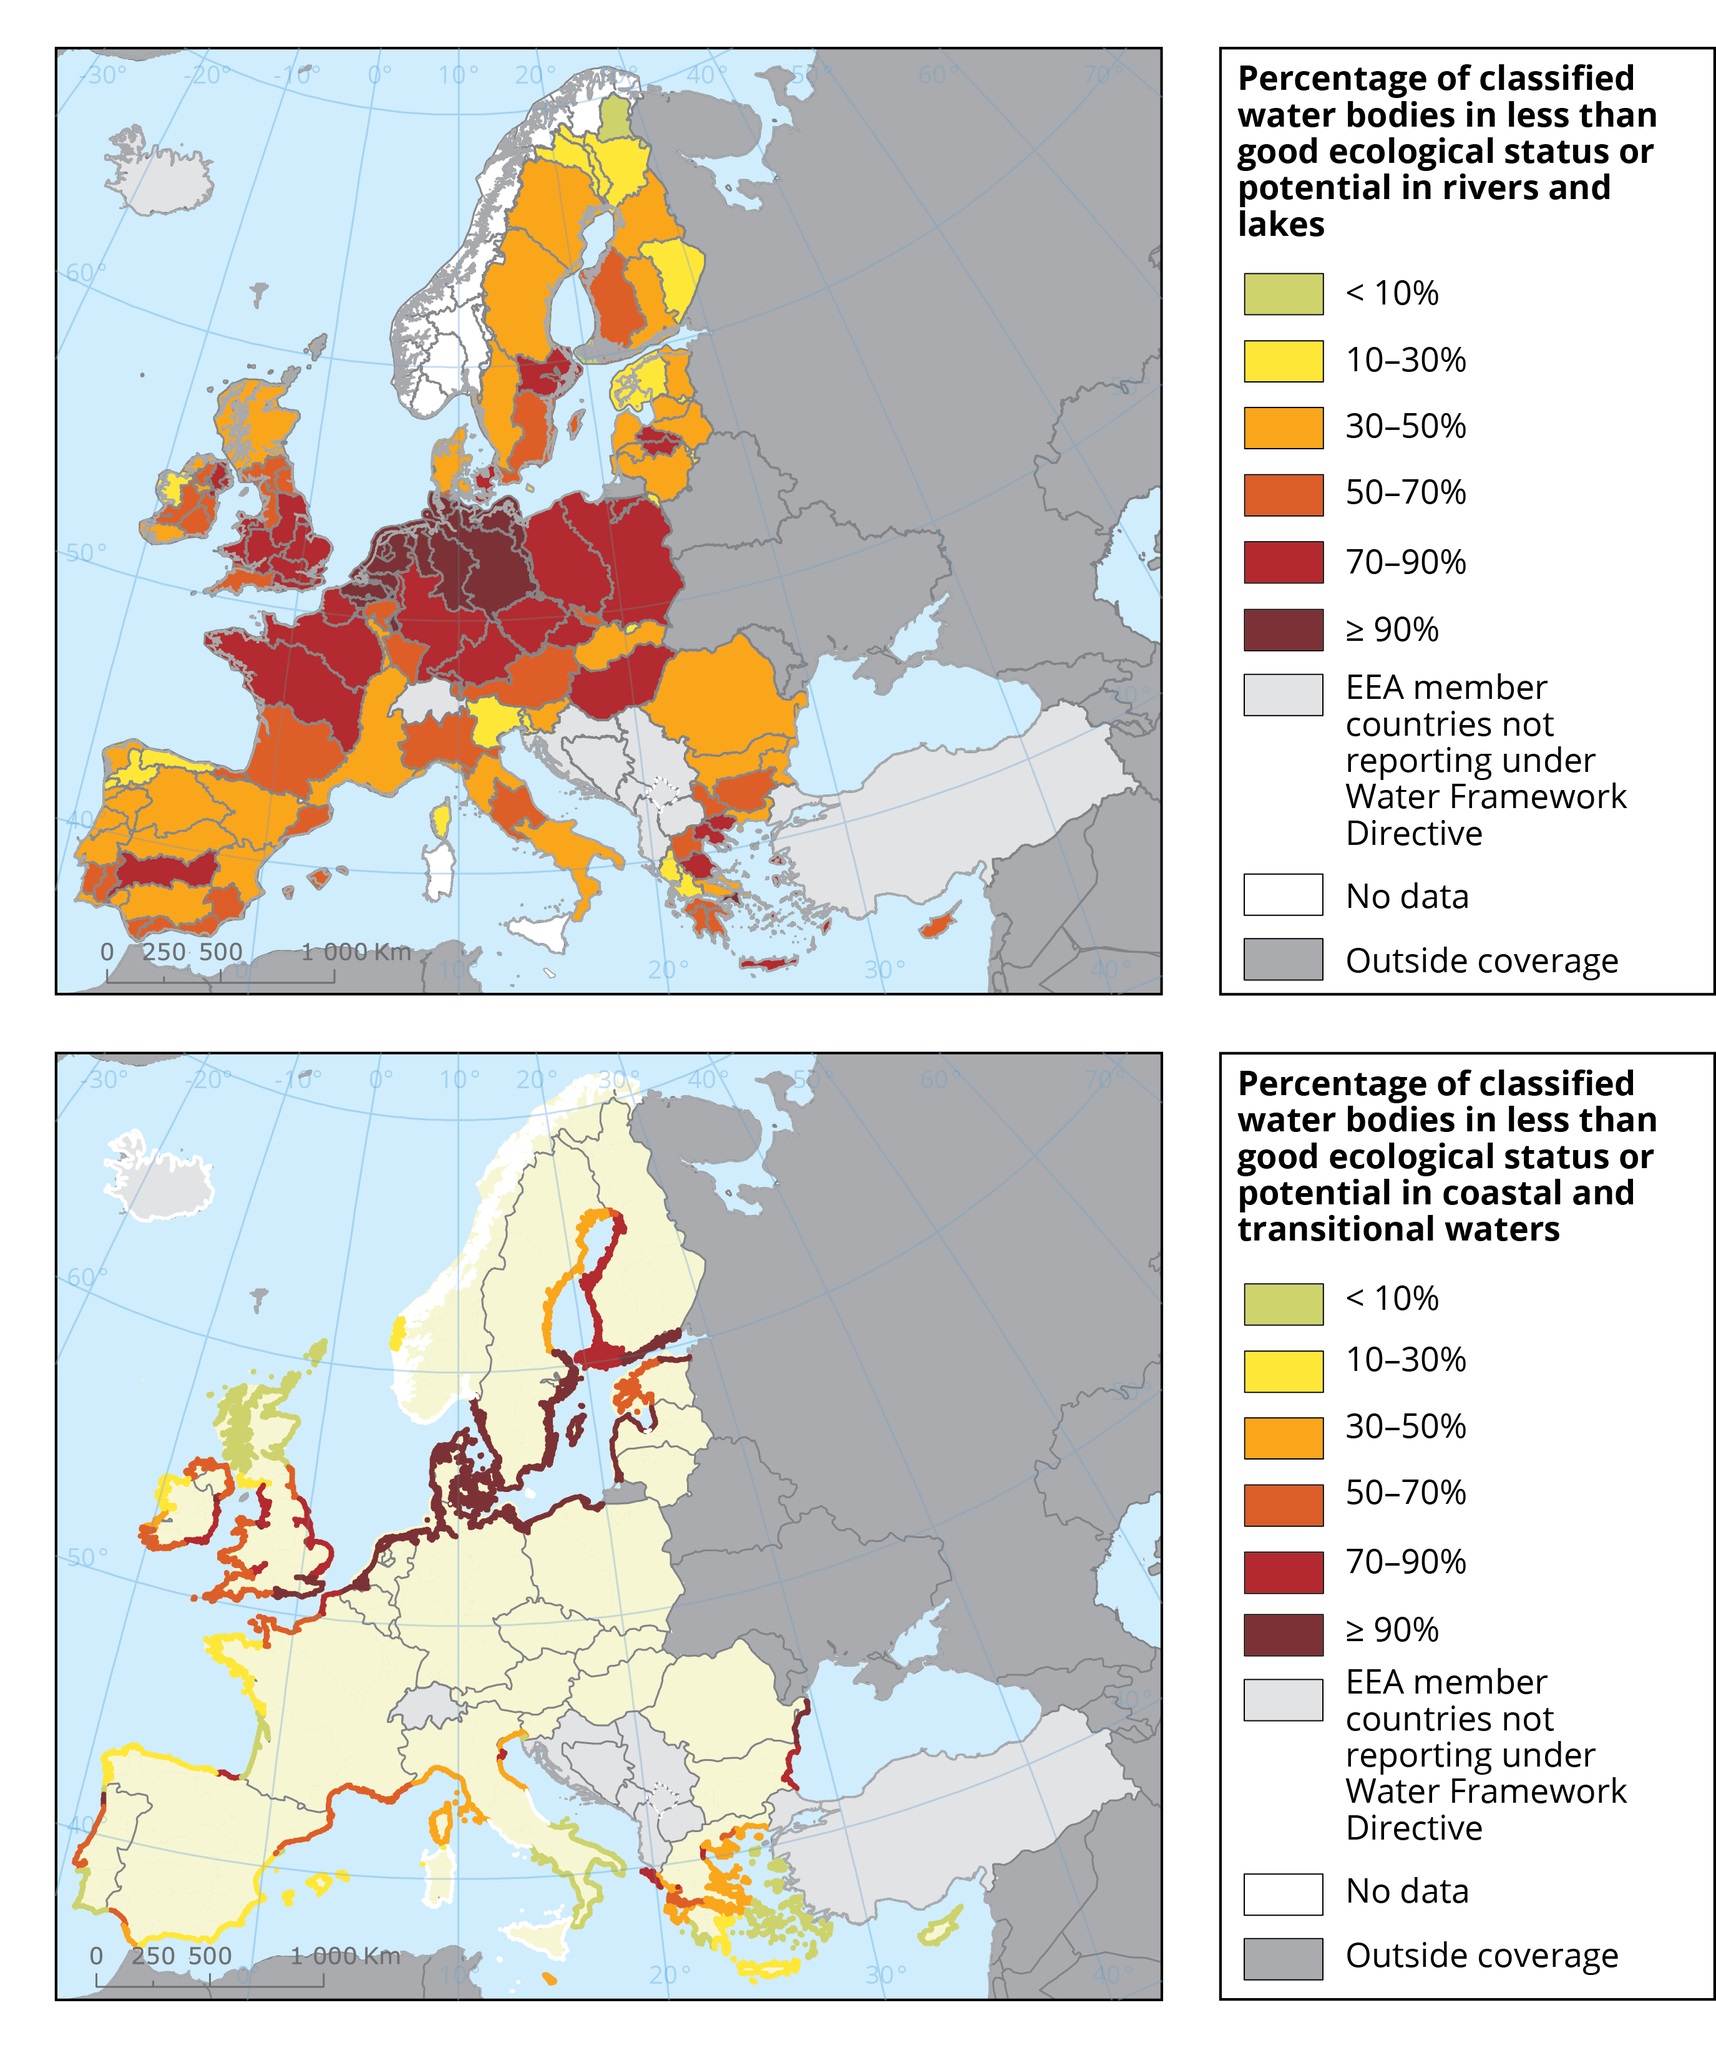 -30° -20° -10° 0° 10° 20° 40° 50° 60° 70°
60°
50°
40°
0 250 500 1 000 Km
0° 10° 20° 30° 40°
Percentage of classified
water bodies in less than
good ecological status or
potential in rivers and
lakes
< 10%
10–30%
30–50%
50–70%
70–90%
≥ 90%
EEA member
countries not
reporting under
Water Framework
Directive
No data
Outside coverage
-30° -20° -10° 0° 10° 20° 30° 40° 50° 60° 70°
60°
50°
40°
0 250 500 1 000 Km
0° 10° 20° 30° 40°
Percentage of classified
water bodies in less than
good ecological status or
potential in coastal and
transitional waters
< 10%
10–30%
30–50%
50–70%
70–90%
≥ 90%
EEA member
countries not
reporting under
Water Framework
Directive
No data
Outside coverage